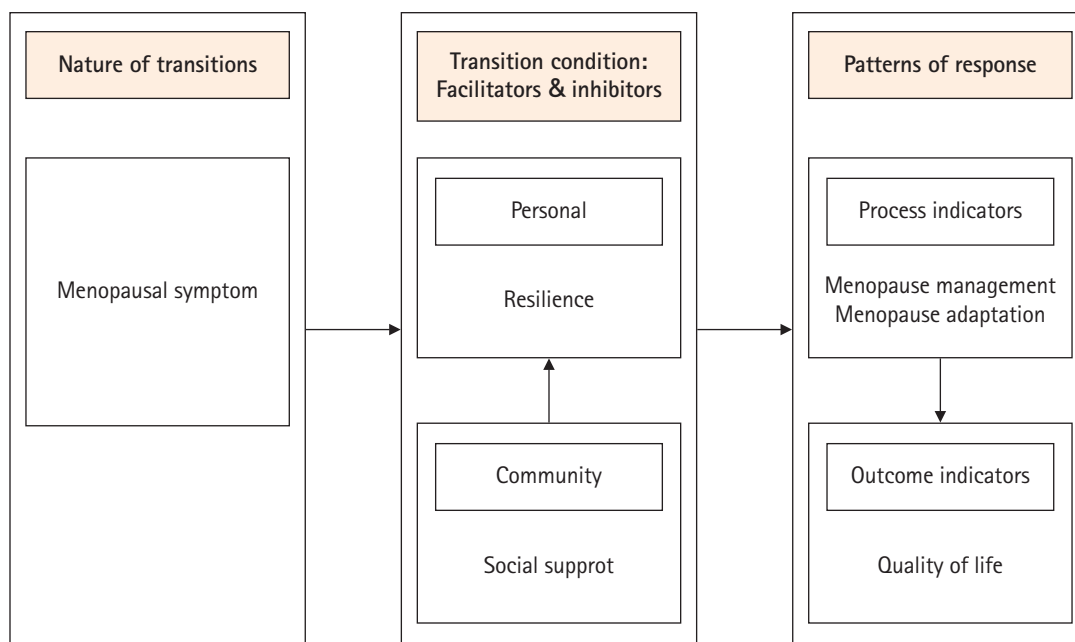 Nature of transitions
Menopausal symptom
Transition condition:
Facilitators & inhibitors
Personal
Resilience
Community
Social supprot
Patterns of response
Process indicators
Menopause management
Menopause adaptation
Outcome indicators
Quality of life